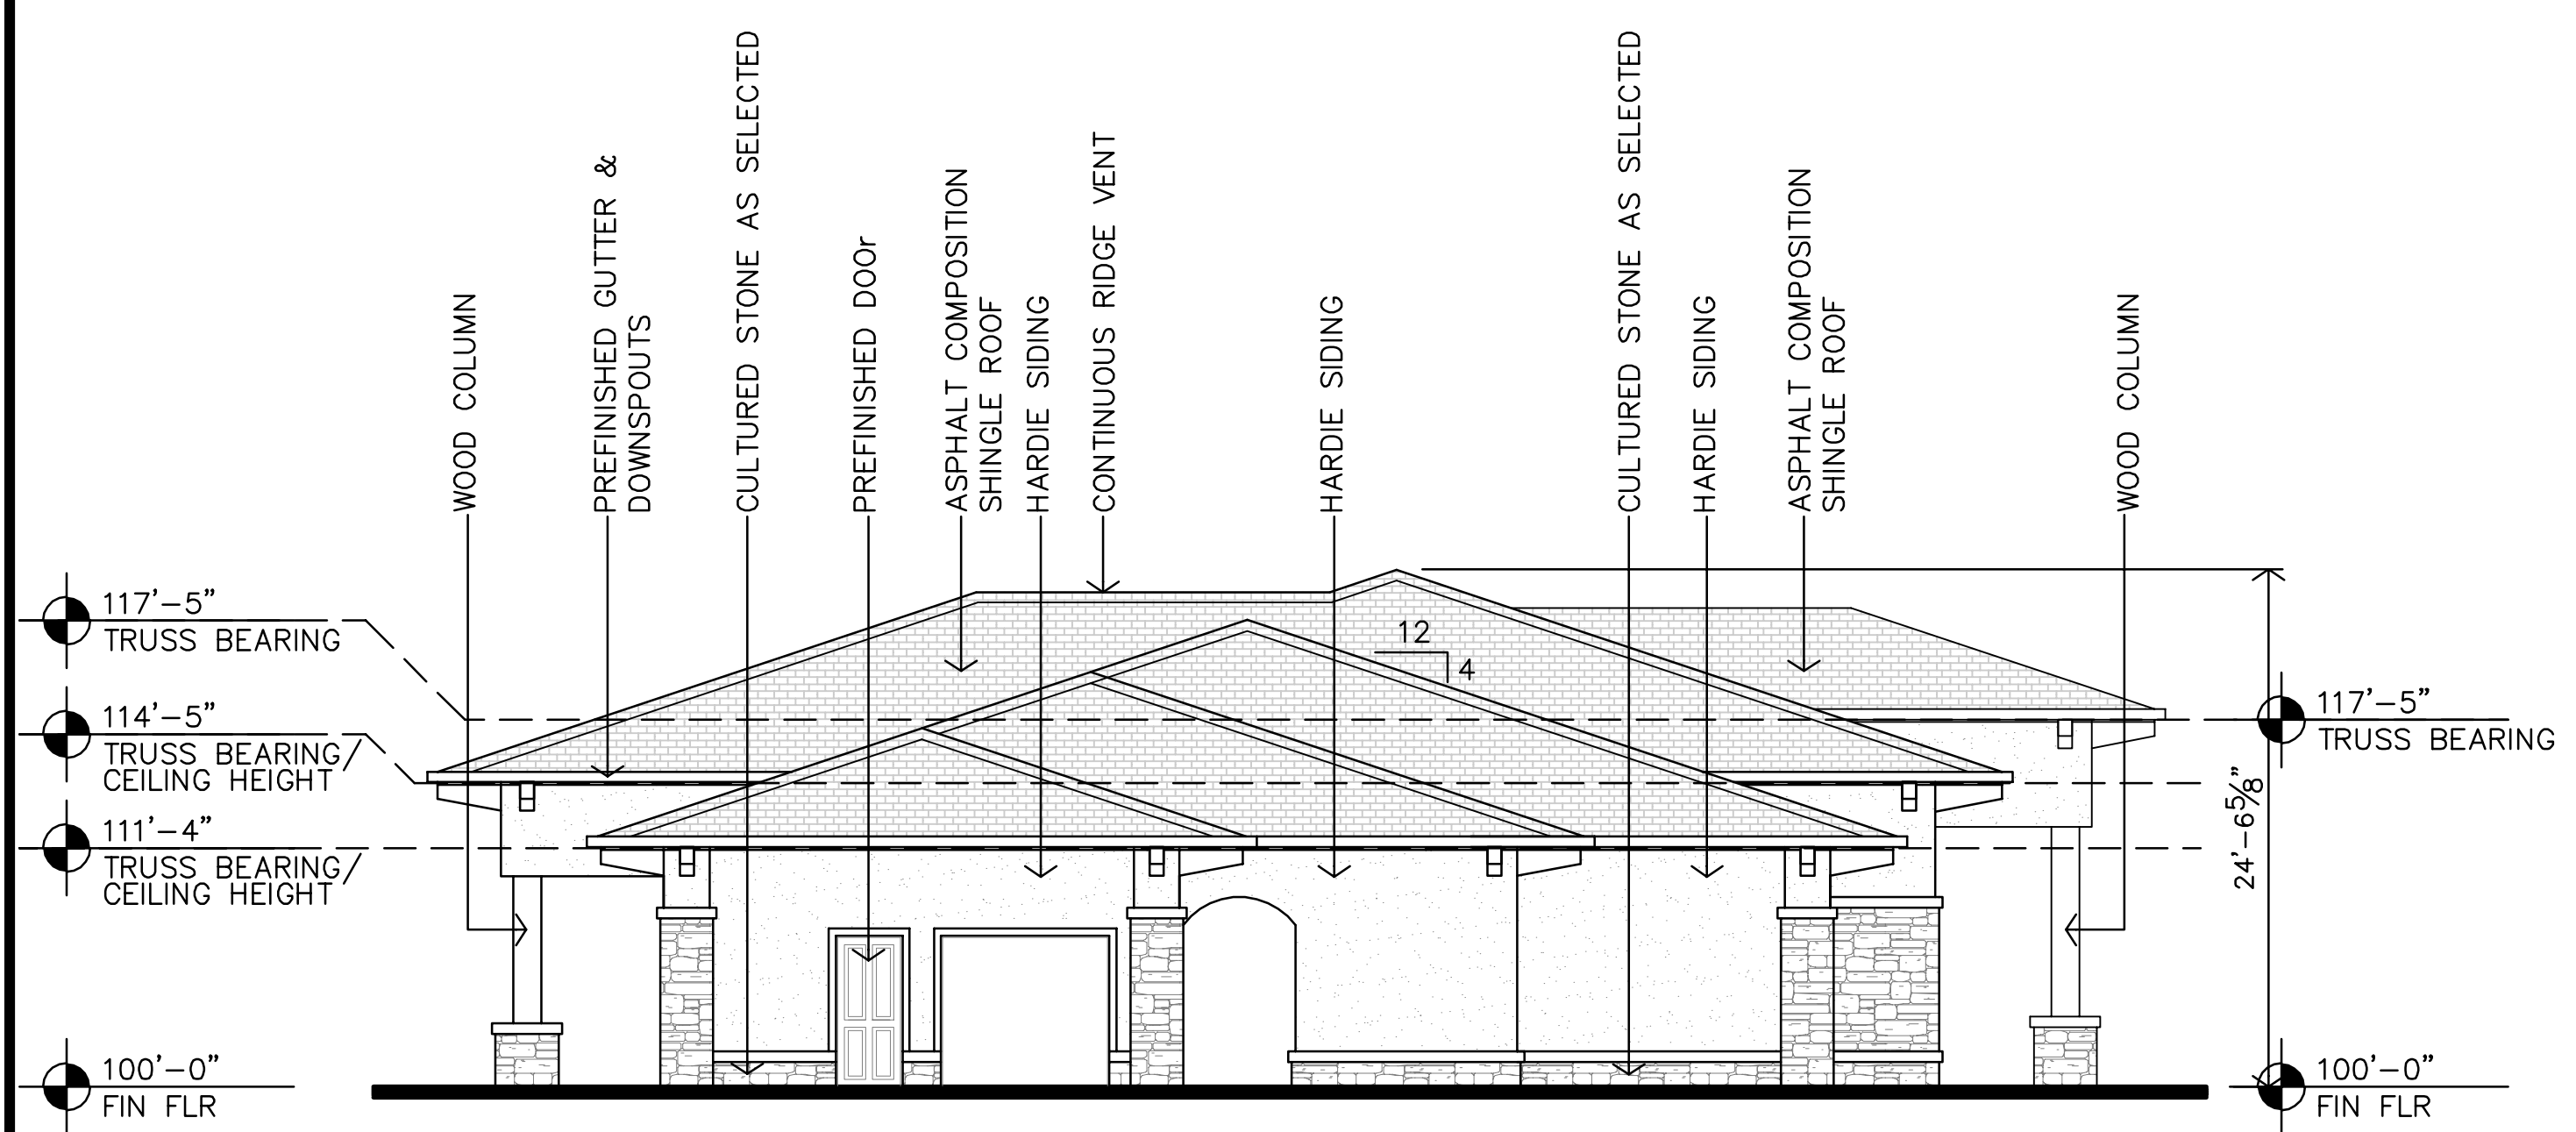 WOOD COLUMN
PREFINISHED GUTTER &
DOWNSPOUTS
CULTURED STONE AS SELECTED
PREFINISHED DOOr
ASPHALT COMPOSITION
SHINGLE ROOF
HARDIE SIDING
CONTINUOUS RIDGE VENT
HARDIE SIDING
CULTURED STONE AS SELECTED
HARDIE SIDING
ASPHALT COMPOSITION
SHINGLE ROOF
WOOD COLUMN
117'-5"
TRUSS BEARING
114'-5"
TRUSS BEARING/
CEILING HEIGHT
111'-4"
TRUSS BEARING/
CEILING HEIGHT
100'-0"
FIN FLR
12
4
117'-5"
TRUSS BEARING
24'-6 5/8"
100'-0"
FIN FLR